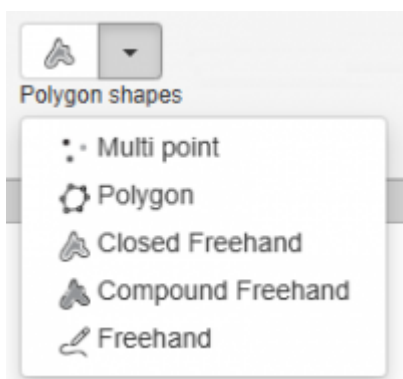 Polygon shapes
Multi point
Polygon
Closed Freehand
Compound Freehand
Freehand